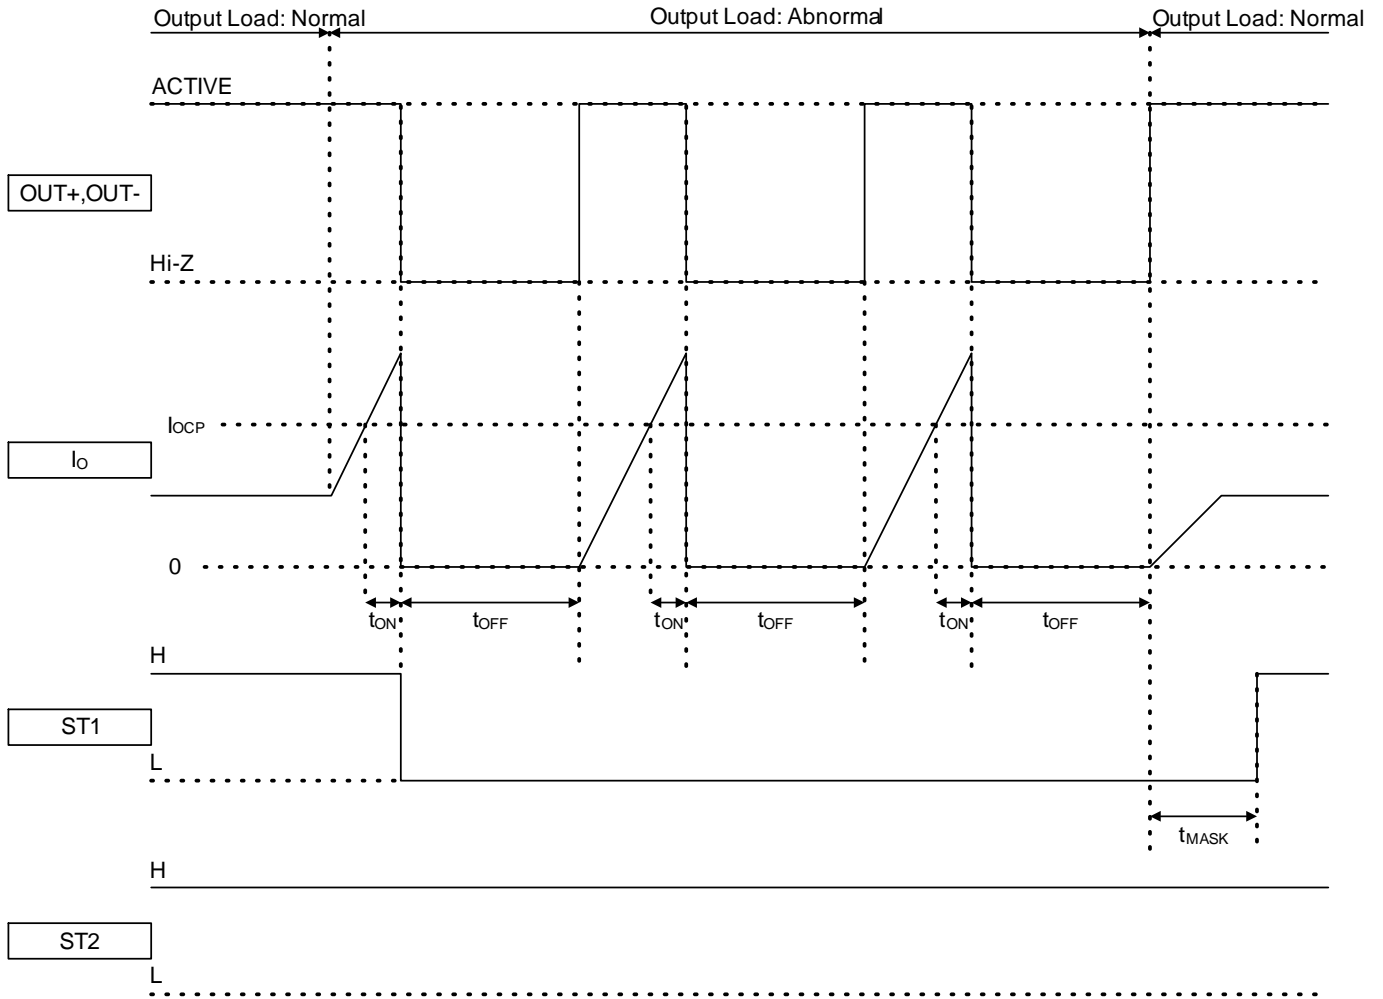 Output Load: Normal
Output Load: Abnormal
Output Load: Normal
ACTIVE
OUT+,OUT-
Hi-Z
IOCP
IO
0
tON
tOFF
tON
tOFF
tON
tOFF
H
ST1
L
tMASK
H
ST2
L